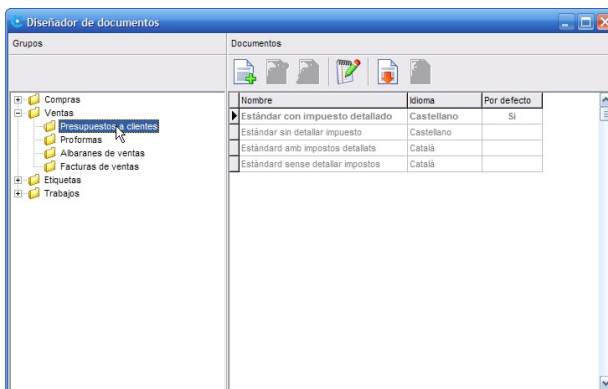 Diseñador de documentos
Grupos
Documentos
Compras
Ventas
Presupuestos a clientes
Proformas
Albaranes de ventas
Facturas de ventas
Etiquetas
Trabajos
Nombre Idioma Por defecto
Estándar con impuesto detallado Castellano Si
Estándar sin detallar impuesto Castellano
Estàndard amb impostos detallats Català
Estàndard sense detallar impostos Català